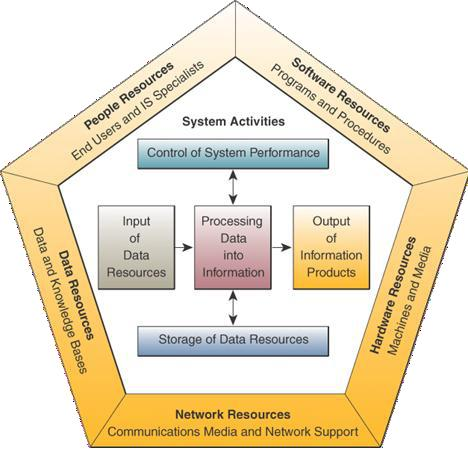 People Resources
End Users and IS Specialists
Software Resources
Programs and Procedures
System Activities
Control of System Performance
Input
of
Data
Resources
Processing
Data
into
Information
Output
of
Information
Products
Storage of Data Resources
Data Resources
Data and Knowledge Bases
Hardware Resources
Machines and Media
Network Resources
Communications Media and Network Support